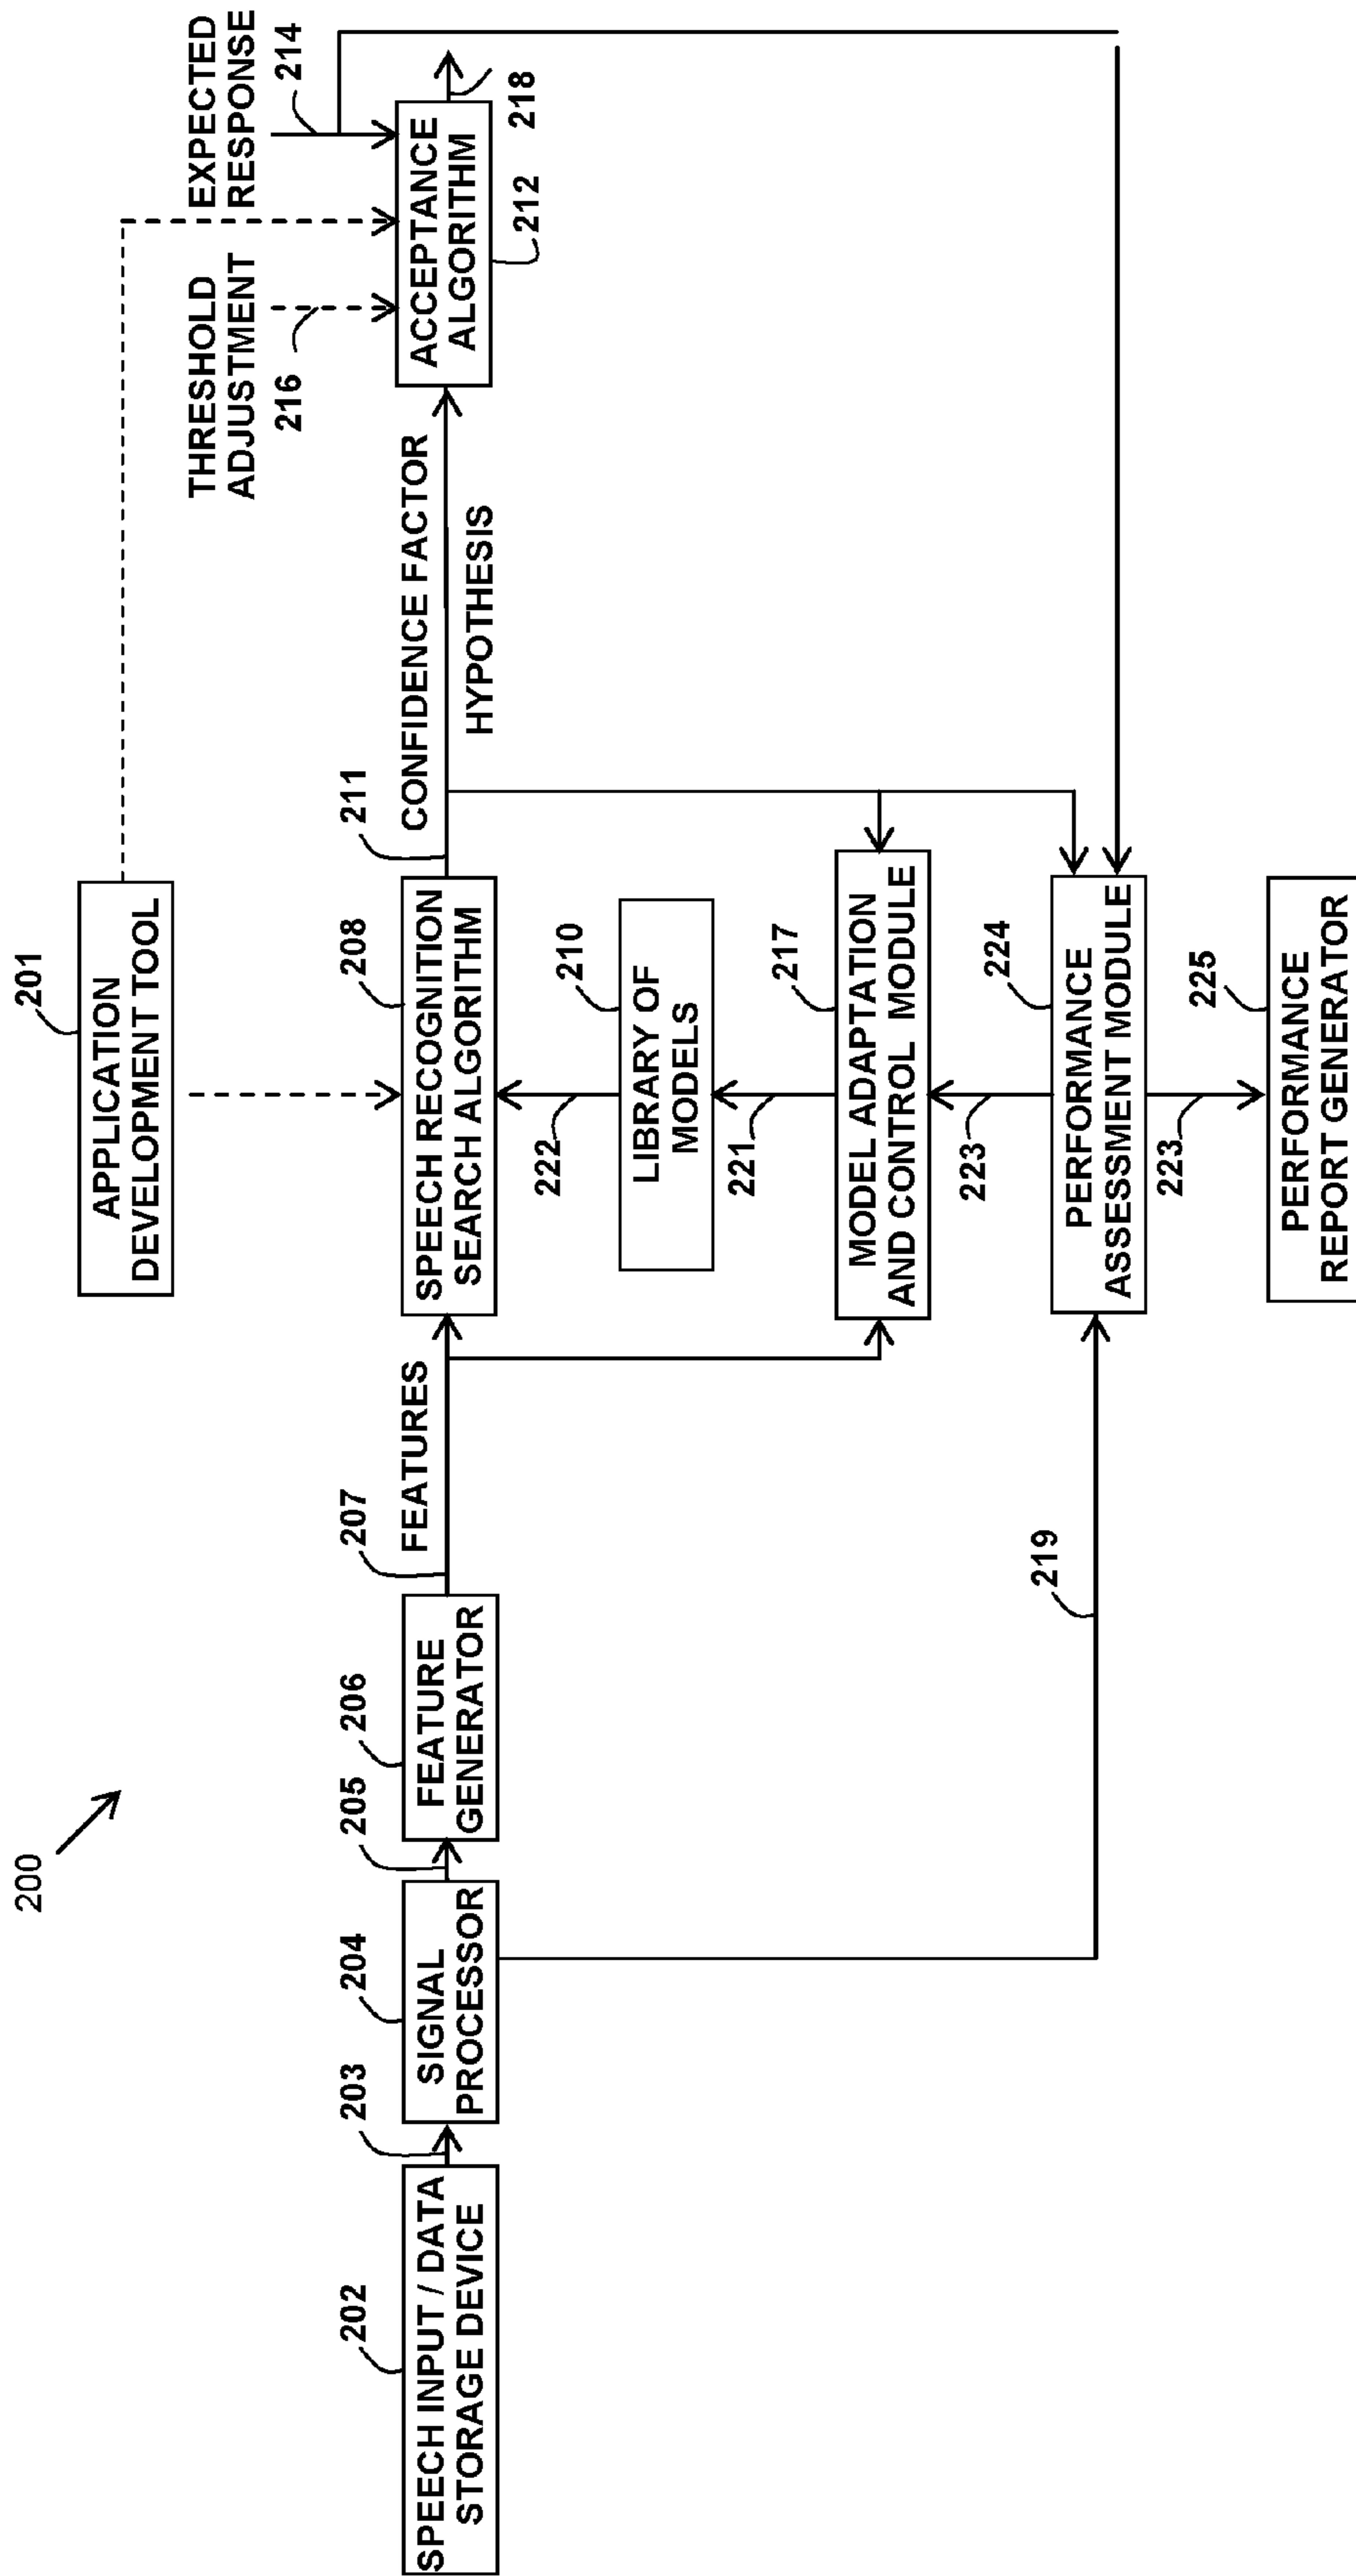 200
201
APPLICATION
DEVELOPMENT TOOL
THRESHOLD
ADJUSTMENT
216
EXPECTED
RESPONSE
214
202
SPEECH INPUT / DATA
STORAGE DEVICE
203
204
SIGNAL
PROCESSOR
205
206
FEATURE
GENERATOR
207
FEATURES
208
SPEECH RECOGNITION
SEARCH ALGORITHM
211
CONFIDENCE FACTOR
HYPOTHESIS
ACCEPTANCE
ALGORITHM
212
218
222
210
LIBRARY OF
MODELS
221
217
MODEL ADAPTATION
AND CONTROL MODULE
219
223
224
PERFORMANCE
ASSESSMENT MODULE
223
225
PERFORMANCE
REPORT GENERATOR